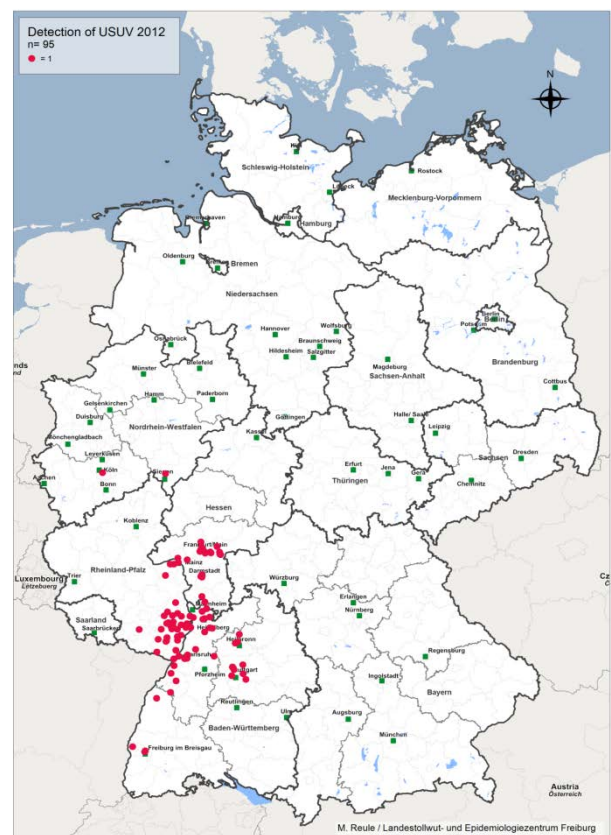 Detection of USUV 2012
n= 95
= 1
N
Kiel
Schleswig-Holstein
Rostock
Lübeck
Mecklenburg-Vorpommern
Bremerhaven
Hamburg
Hamburg
Oldenburg
Bremen
Bremen
Niedersachsen
Berlin
Berlin
Potsdam
Hannover
Wolfsburg
Braunschweig
Hildesheim
Salzgitter
Brandenburg
Osnabrück
Bielefeld
Magdeburg
Sachsen-Anhalt
Münster
Cottbus
Hamm
Paderborn
Gelsenkirchen
Duisburg
Nordrhein-Westfalen
Göttingen
Halle/ Saale
Leipzig
Mönchengladbach
Kassel
Leverkusen
Köln
Siegen
Erfurt
Jena
Gera
Dresden
Sachsen
Chemnitz
Aachen
Bonn
Thüringen
Hessen
Koblenz
Frankfurt/Main
Mainz
Rheinland-Pfalz
Darmstadt
Luxembourg
Lëtzebuerg
Trier
Würzburg
Erlangen
Nürnberg
Saarland
Saarbrücken
Mannheim
Heidelberg
Heilbronn
Karlsruhe
Regensburg
Pforzheim
Stuttgart
Ingolstadt
Bayern
Reutlingen
Ulm
Augsburg
Baden-Württemberg
München
Freiburg im Breisgau
Austria
Österreich
M. Reule / Landestollwut- und Epidemiologiezentrum Freiburg